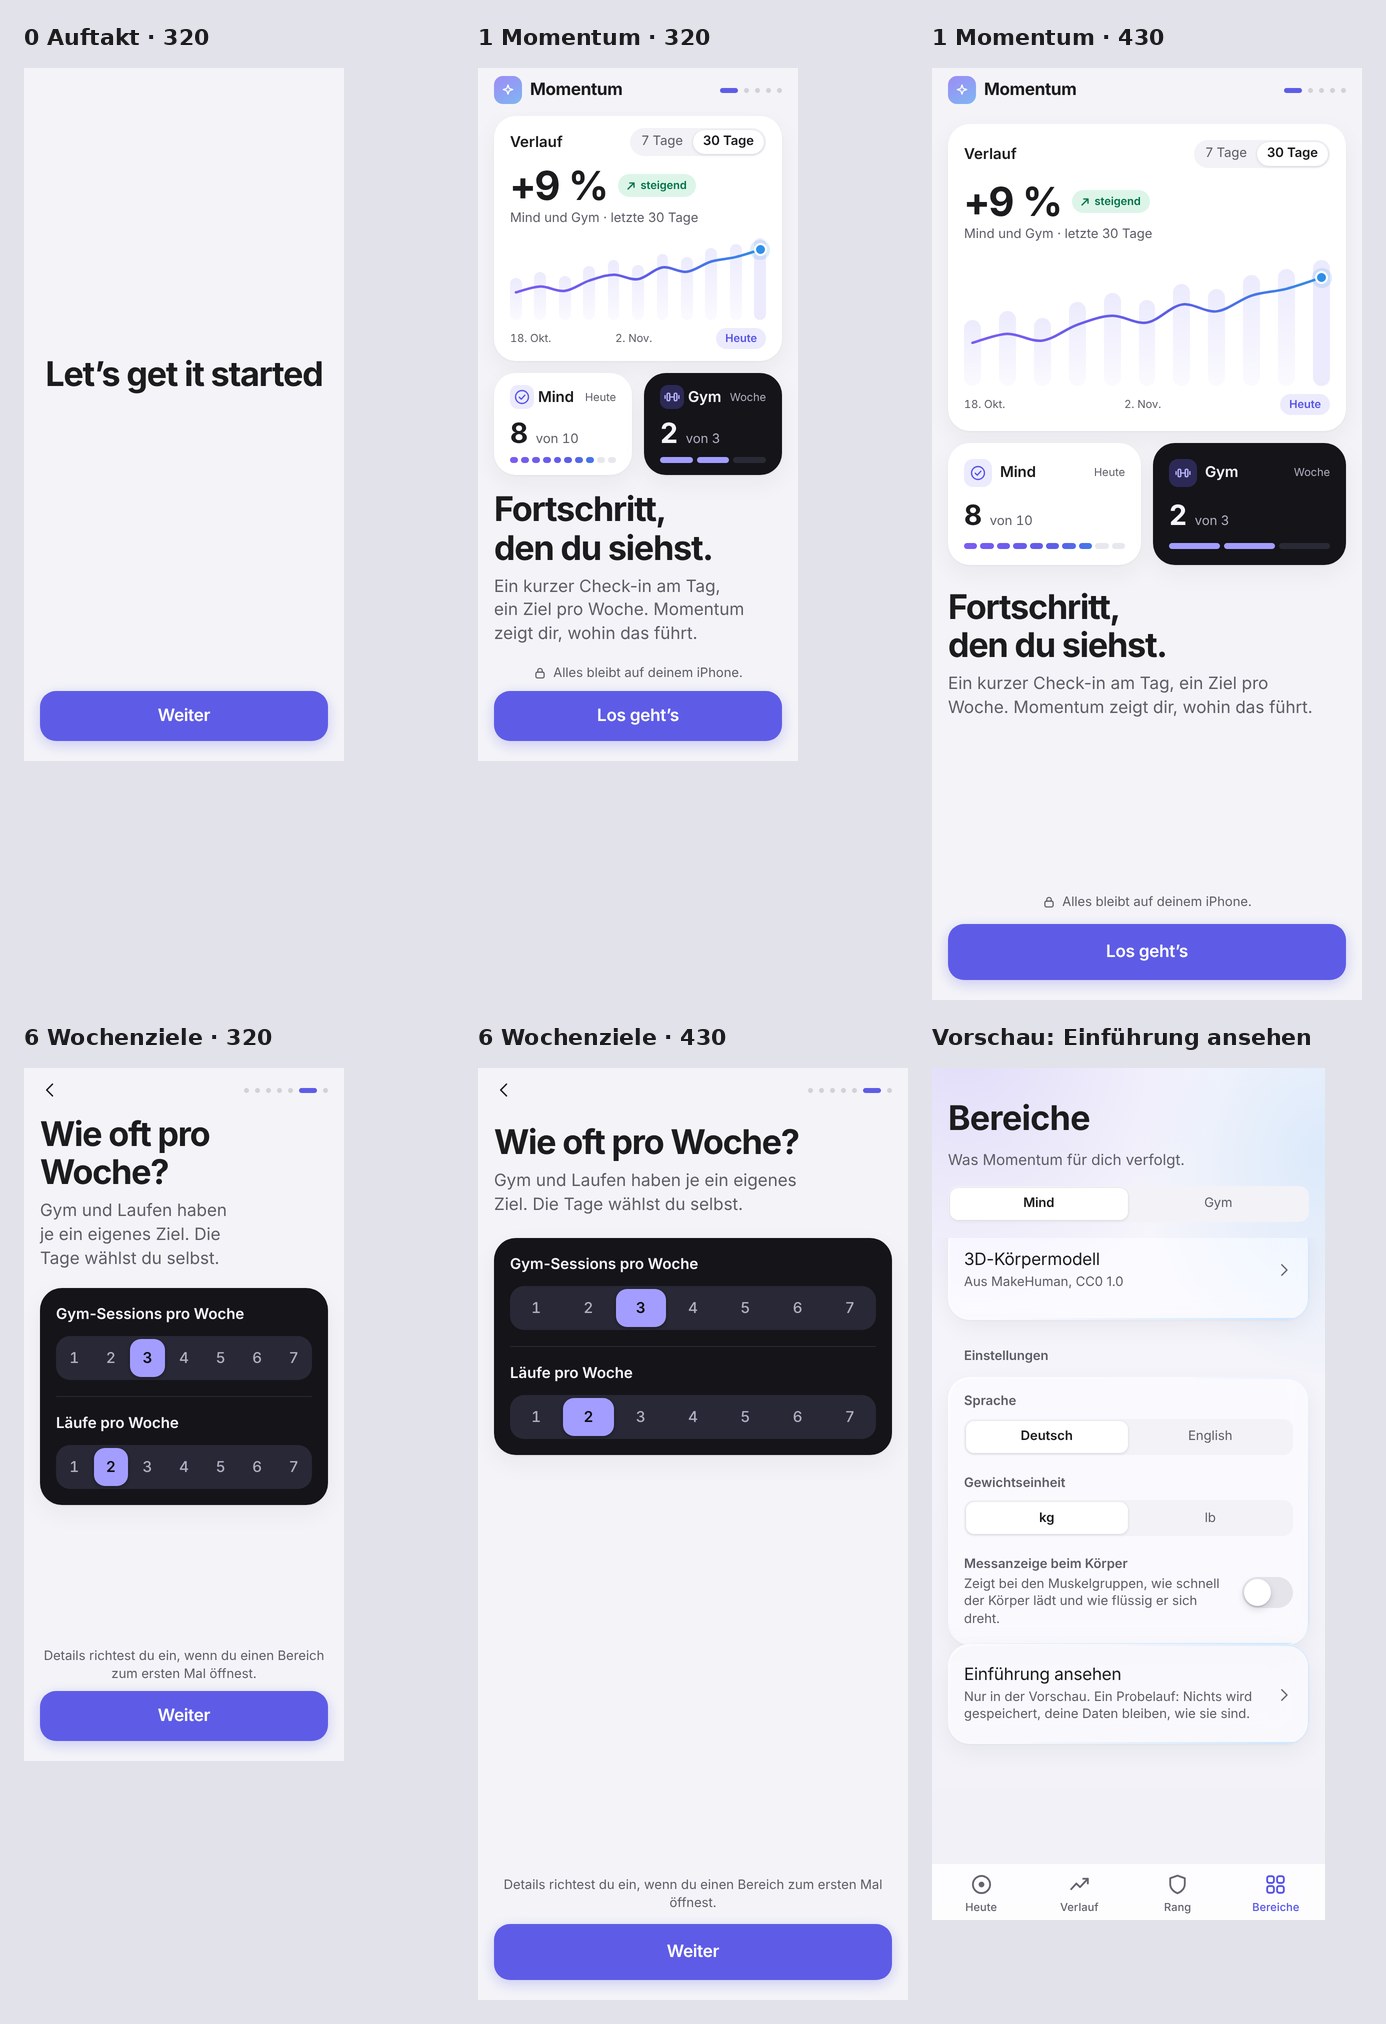 0 Auftakt · 320
Let’s get it started
Weiter
1 Momentum · 320
Momentum
Verlauf
7 Tage
30 Tage
+9 %
steigend
Mind und Gym · letzte 30 Tage
18. Okt.
2. Nov.
Heute
Mind
Heute
8 von 10
Gym
Woche
2 von 3
Fortschritt,
den du siehst.
Ein kurzer Check-in am Tag,
ein Ziel pro Woche. Momentum
zeigt dir, wohin das führt.
Alles bleibt auf deinem iPhone.
Los geht’s
1 Momentum · 430
Momentum
Verlauf
7 Tage
30 Tage
+9 %
steigend
Mind und Gym · letzte 30 Tage
18. Okt.
2. Nov.
Heute
Mind
Heute
8 von 10
Gym
Woche
2 von 3
Fortschritt,
den du siehst.
Ein kurzer Check-in am Tag, ein Ziel pro
Woche. Momentum zeigt dir, wohin das führt.
Alles bleibt auf deinem iPhone.
Los geht’s
6 Wochenziele · 320
Wie oft pro
Woche?
Gym und Laufen haben
je ein eigenes Ziel. Die
Tage wählst du selbst.
Gym-Sessions pro Woche
1 2 3 4 5 6 7
Läufe pro Woche
1 2 3 4 5 6 7
Details richtest du ein, wenn du einen Bereich
zum ersten Mal öffnest.
Weiter
6 Wochenziele · 430
Wie oft pro Woche?
Gym und Laufen haben je ein eigenes
Ziel. Die Tage wählst du selbst.
Gym-Sessions pro Woche
1 2 3 4 5 6 7
Läufe pro Woche
1 2 3 4 5 6 7
Details richtest du ein, wenn du einen Bereich zum ersten Mal
öffnest.
Weiter
Vorschau: Einführung ansehen
Bereiche
Was Momentum für dich verfolgt.
Mind
Gym
3D-Körpermodell
Aus MakeHuman, CC0 1.0
Einstellungen
Sprache
Deutsch
English
Gewichtseinheit
kg
lb
Messanzeige beim Körper
Zeigt bei den Muskelgruppen, wie schnell
der Körper lädt und wie flüssig er sich
dreht.
Einführung ansehen
Nur in der Vorschau. Ein Probelauf: Nichts wird
gespeichert, deine Daten bleiben, wie sie sind.
Heute
Verlauf
Rang
Bereiche